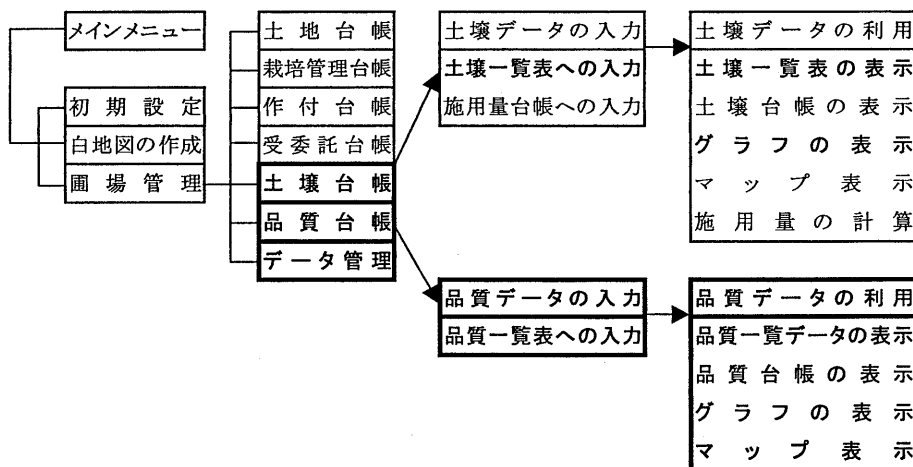 メインメニュー
初期設定
白地図の作成
圃場管理
土地台帳
栽培管理台帳
作付台帳
受委託台帳
土壌台帳
品質台帳
データ管理
土壌データの入力
土壌一覧表への入力
施用量台帳への入力
土壌データの利用
土壌一覧表の表示
土壌台帳の表示
グラフの表示
マップ表示
施用量の計算
品質データの入力
品質一覧表への入力
品質データの利用
品質一覧データの表示
品質台帳の表示
グラフの表示
マップ表示